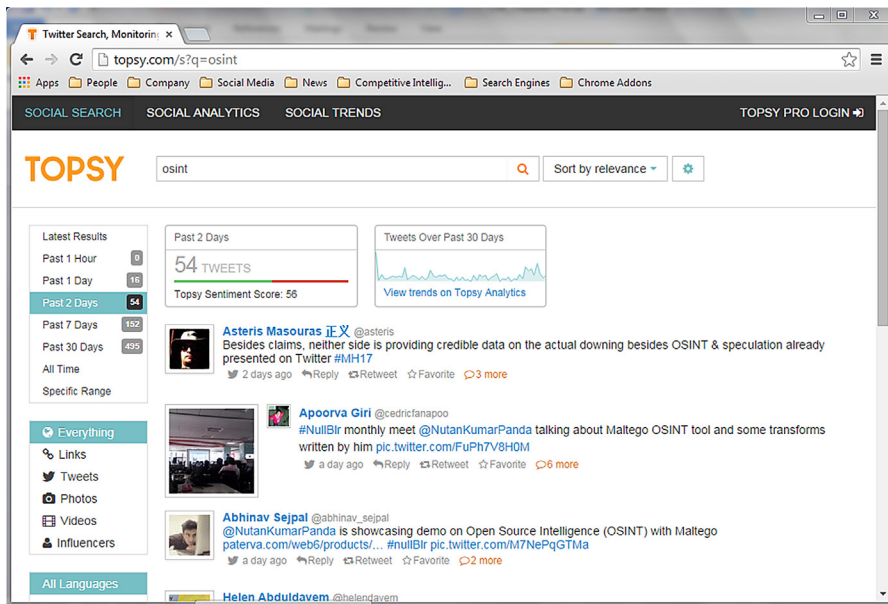 Twitter Search, Monitoring
topsy.com/s?q=osint
Apps People Company Social Media News Competitive Intellig... Search Engines Chrome Addons
SOCIAL SEARCH SOCIAL ANALYTICS SOCIAL TRENDS TOPSY PRO LOGIN
TOPSY osint Sort by relevance
Latest Results
Past 1 Hour 0
Past 1 Day 16
Past 2 Days 54
Past 7 Days 152
Past 30 Days 495
All Time
Specific Range
Everything
Links
Tweets
Photos
Videos
Influencers
All Languages
Past 2 Days
54 TWEETS
Topsy Sentiment Score: 56
Tweets Over Past 30 Days
View trends on Topsy Analytics
Asteris Masouras 正义 @asteris
Besides claims, neither side is providing credible data on the actual downing besides OSINT & speculation already
presented on Twitter #MH17
2 days ago Reply Retweet Favorite 3 more
Apoorva Giri @cedricfanapoo
#NullBlr monthly meet @NutanKumarPanda talking about Maltego OSINT tool and some transforms
written by him pic.twitter.com/FuPh7V8H0M
a day ago Reply Retweet Favorite 6 more
Abhinav Sejpal @abhinav_sejpal
@NutanKumarPanda is showcasing demo on Open Source Intelligence (OSINT) with Maltego
paterva.com/web6/products/... #nullBlr pic.twitter.com/M7NePqGTMa
a day ago Reply Retweet Favorite 2 more
Helen Abduldavem @helendavem